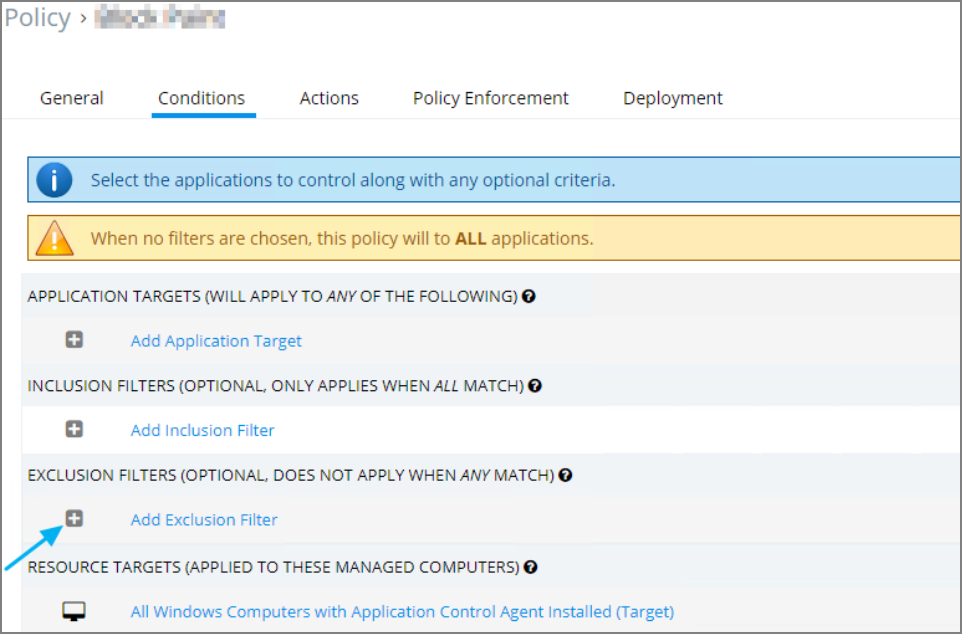 Policy ›
General Conditions Actions Policy Enforcement Deployment
Select the applications to control along with any optional criteria.
When no filters are chosen, this policy will to ALL applications.
APPLICATION TARGETS (WILL APPLY TO ANY OF THE FOLLOWING)
Add Application Target
INCLUSION FILTERS (OPTIONAL, ONLY APPLIES WHEN ALL MATCH)
Add Inclusion Filter
EXCLUSION FILTERS (OPTIONAL, DOES NOT APPLY WHEN ANY MATCH)
Add Exclusion Filter
RESOURCE TARGETS (APPLIED TO THESE MANAGED COMPUTERS)
All Windows Computers with Application Control Agent Installed (Target)